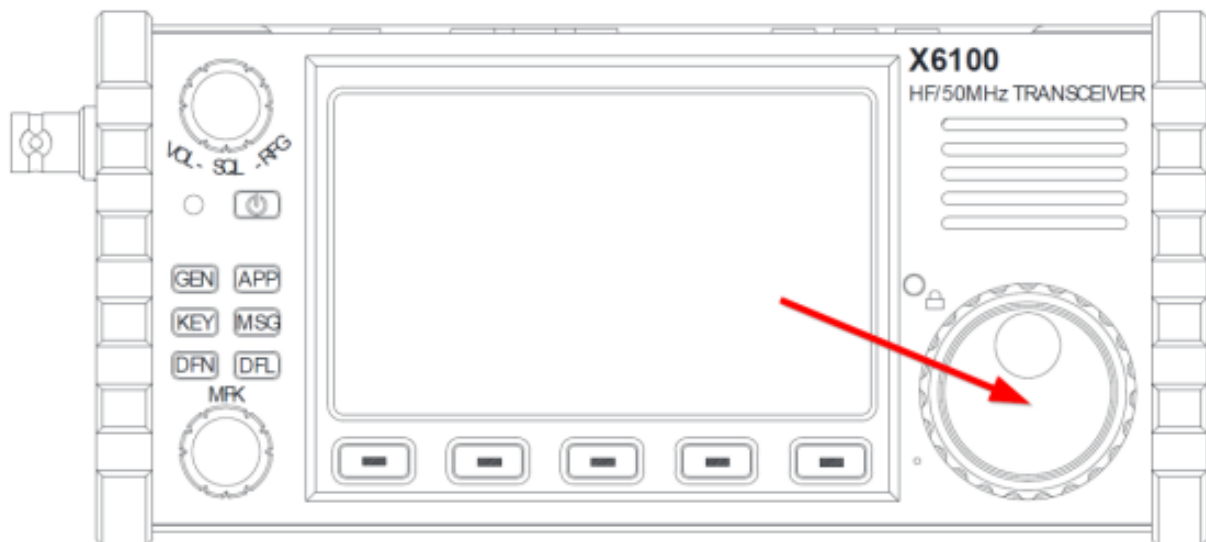 X6100
HF/50MHz TRANSCEIVER
VOL- SQL -RFG
GEN APP
KEY MSG
DFN DFL
MFK